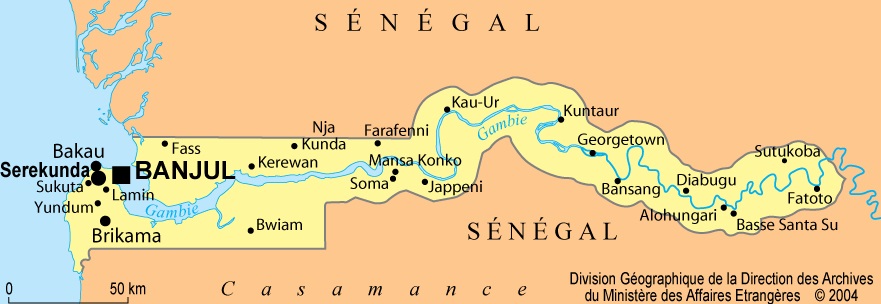 SÉNÉGAL
Kau-Ur
Kuntaur
Gambie
Nja
Kunda
Farafenni
Fass
Georgetown
Sutukoba
Bakau
Serekunda
BANJUL
Kerewan
Mansa Konko
Sukuta
Lamin
Soma
Jappeni
Bansang
Diabugu
Fatoto
Yundum
Gambie
Alohungari
Basse Santa Su
Brikama
Bwiam
SÉNÉGAL
0
50 km
Casamance
Division Géographique de la Direction des Archives
du Ministère des Affaires Etrangères © 2004